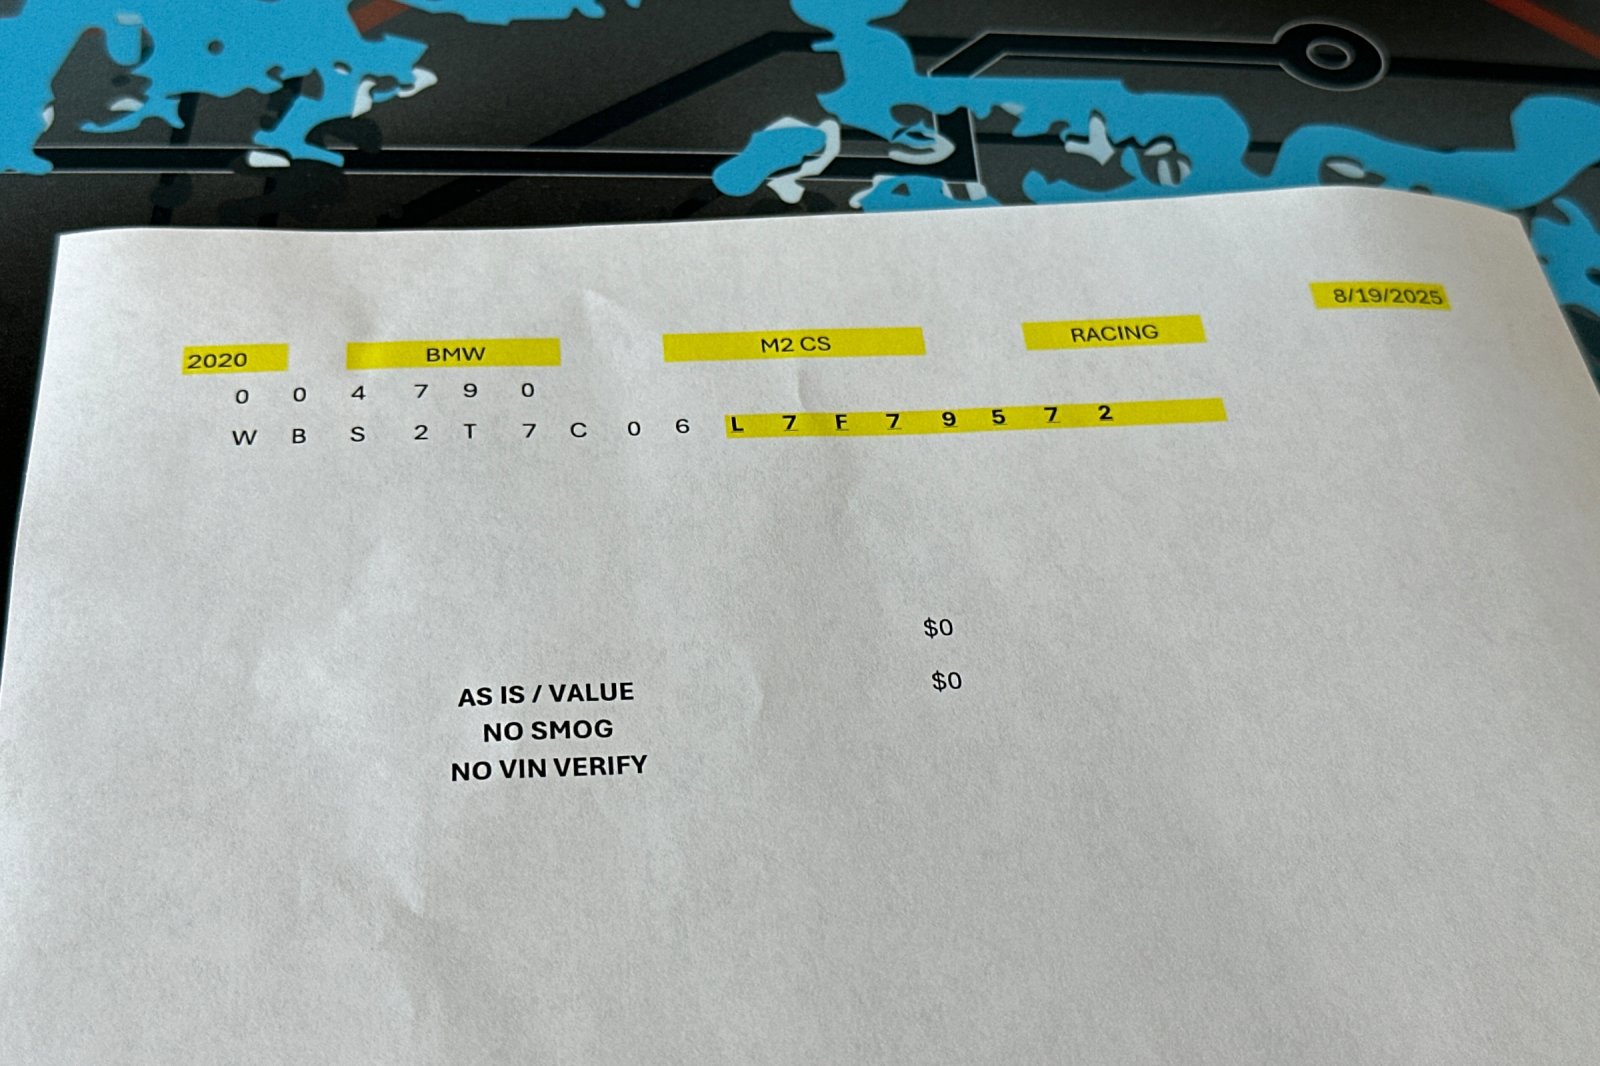 8/19/2025
2020 BMW M2 CS RACING
0 0 4 7 9 0
W B S 2 T 7 C 0 6 L 7 F 7 9 5 7 2
$0
$0
AS IS / VALUE
NO SMOG
NO VIN VERIFY